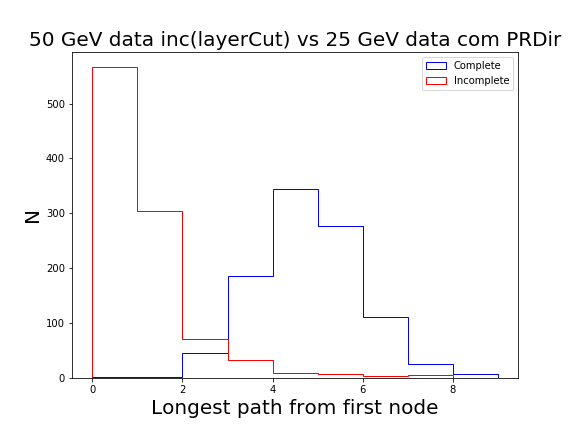 50 GeV data inc(layerCut) vs 25 GeV data com PRDir
Complete
Incomplete
500
400
300
200
100
0
N
0 2 4 6 8
Longest path from first node